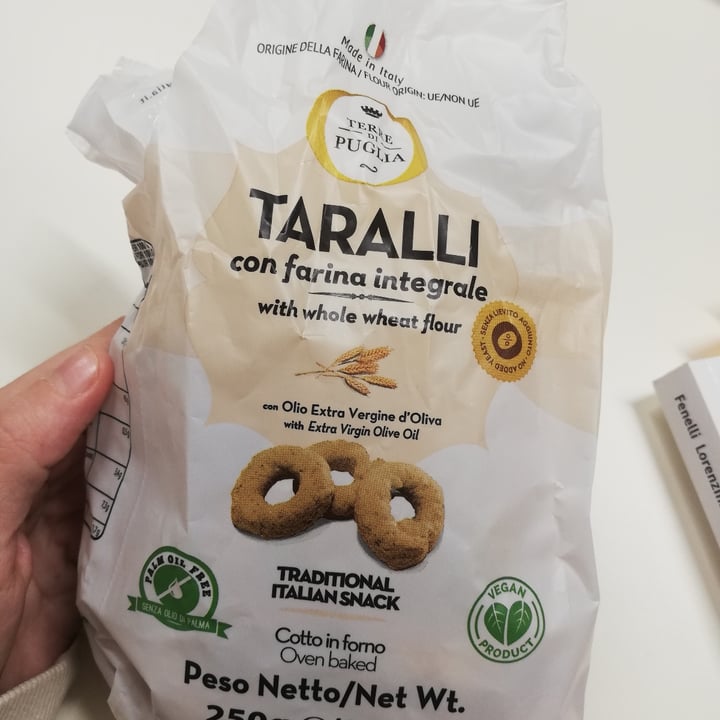 Made in Italy
ORIGINE DELLA FARINA / FLOUR ORIGIN: UE/NON UE
TERRE
DI
PUGLIA
TARALLI
con farina integrale
with whole wheat flour
SENZA LIEVITO AGGIUNTO • NO ADDED YEAST
con Olio Extra Vergine d'Oliva
with Extra Virgin Olive Oil
PALM OIL FREE
SENZA OLIO DI PALMA
TRADITIONAL
ITALIAN SNACK
VEGAN
PRODUCT
Cotto in forno
Oven baked
Peso Netto/Net Wt.
250g
Fenelli Lorenzin